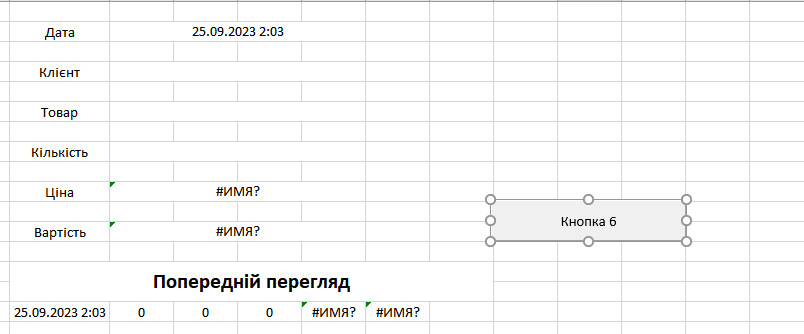 Дата 25.09.2023 2:03
Клієнт
Товар
Кількість
Ціна #ИМЯ?
Вартість #ИМЯ?
Кнопка 6
Попередній перегляд
25.09.2023 2:03 0 0 0 #ИМЯ? #ИМЯ?